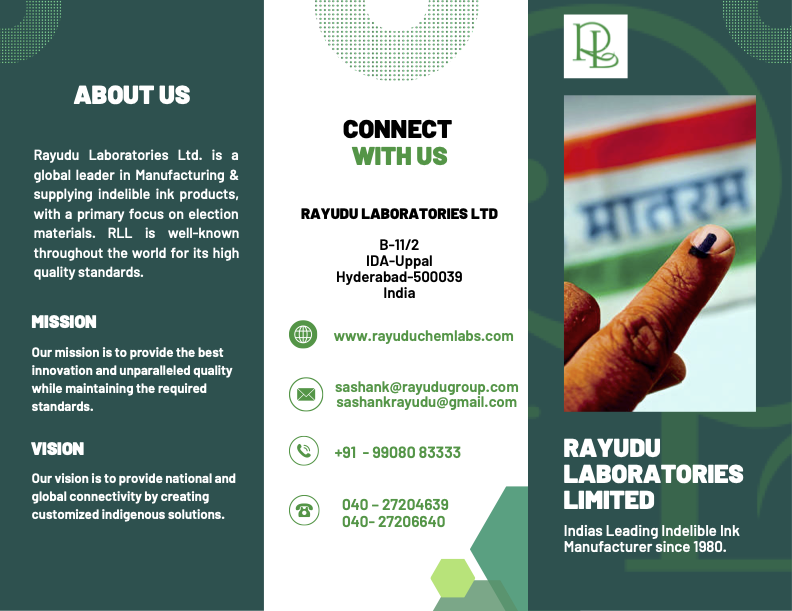 ABOUT US
Rayudu Laboratories Ltd. is a
global leader in Manufacturing &
supplying indelible ink products,
with a primary focus on election
materials. RLL is well-known
throughout the world for its high
quality standards.
MISSION
Our mission is to provide the best
innovation and unparalleled quality
while maintaining the required
standards.
VISION
Our vision is to provide national and
global connectivity by creating
customized indigenous solutions.
CONNECT
WITH US
RAYUDU LABORATORIES LTD
B-11/2
IDA-Uppal
Hyderabad-500039
India
www.rayuduchemlabs.com
sashank@rayudugroup.com
sashankrayudu@gmail.com
+91 - 99080 83333
040 – 27204639
040- 27206640
RLL
मातरम
RAYUDU
LABORATORIES
LIMITED
Indias Leading Indelible Ink
Manufacturer since 1980.